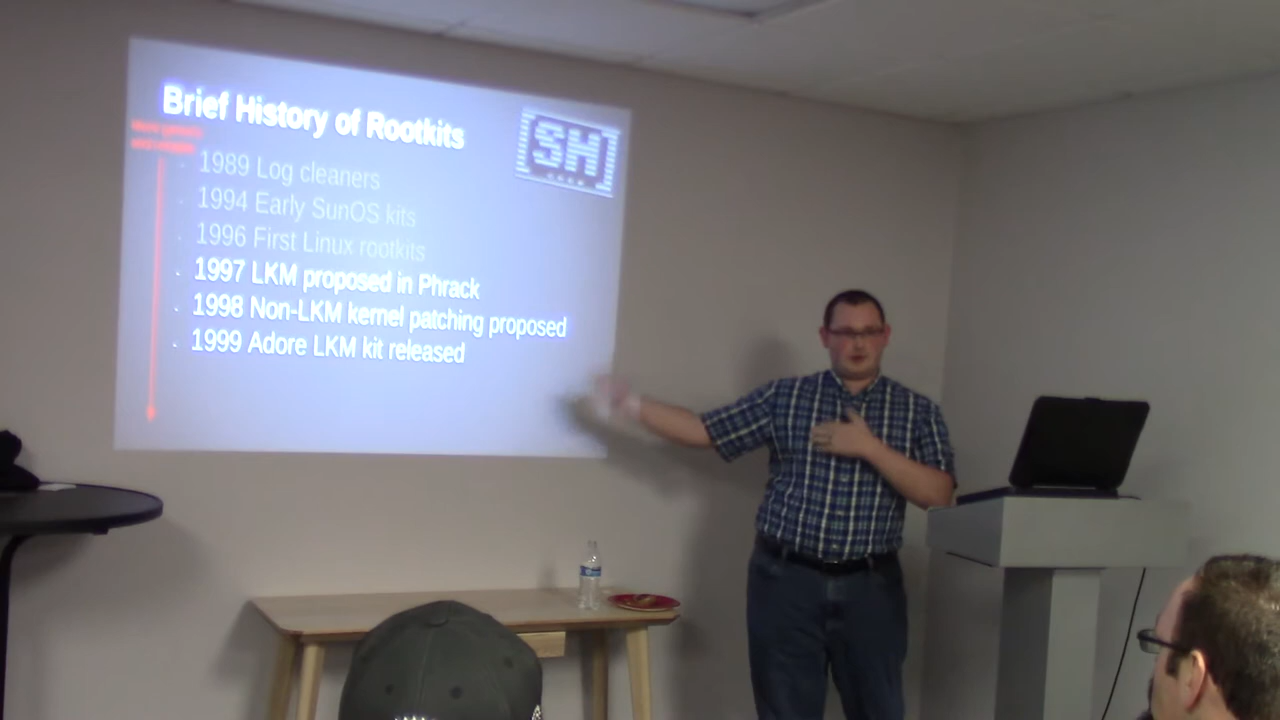 Brief History of Rootkits
[SH]
1989 Log cleaners
1994 Early SunOS kits
1996 First Linux rootkits
1997 LKM proposed in Phrack
1998 Non-LKM kernel patching proposed
1999 Adore LKM kit released